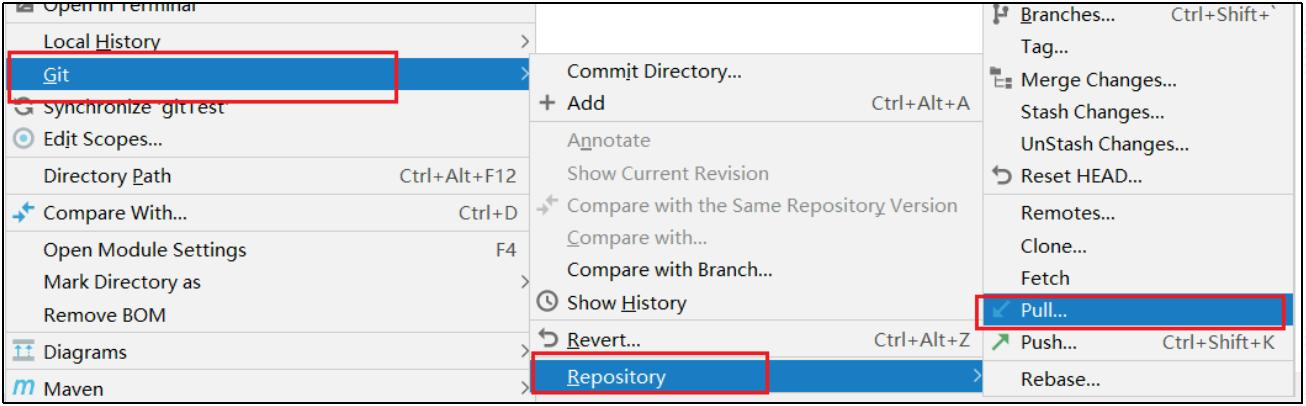 Open in Terminal
Local History
Git
Synchronize 'gitTest'
Edit Scopes...
Directory Path Ctrl+Alt+F12
Compare With... Ctrl+D
Open Module Settings F4
Mark Directory as
Remove BOM
Diagrams
Maven
Commit Directory...
Add Ctrl+Alt+A
Annotate
Show Current Revision
Compare with the Same Repository Version
Compare with...
Compare with Branch...
Show History
Revert... Ctrl+Alt+Z
Repository
Branches... Ctrl+Shift+`
Tag...
Merge Changes...
Stash Changes...
UnStash Changes...
Reset HEAD...
Remotes...
Clone...
Fetch
Pull...
Push... Ctrl+Shift+K
Rebase...